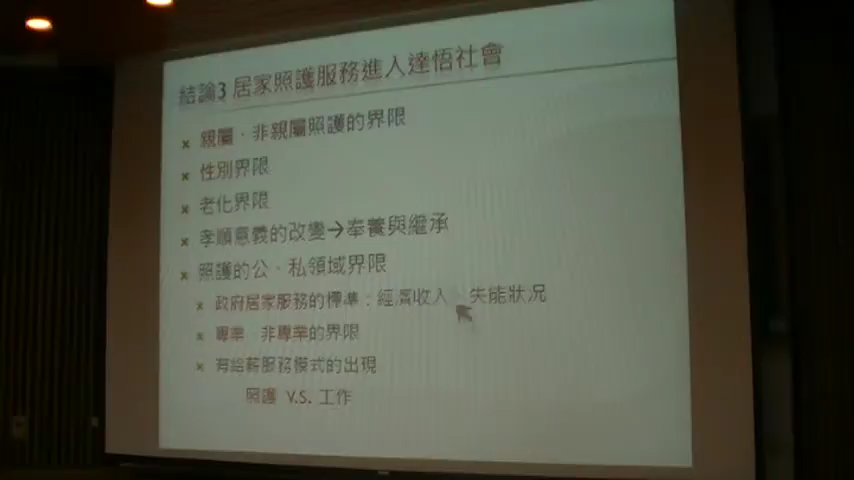 結論3 居家照護服務進入達悟社會
× 親屬、非親屬照護的界限
× 性別界限
× 老化界限
× 孝順意義的改變→奉養與繼承
× 照護的公、私領域界限
× 政府居家服務的標準：經濟收入、失能狀況
× 專業、非專業的界限
× 有給薪服務模式的出現
照護 V.S. 工作